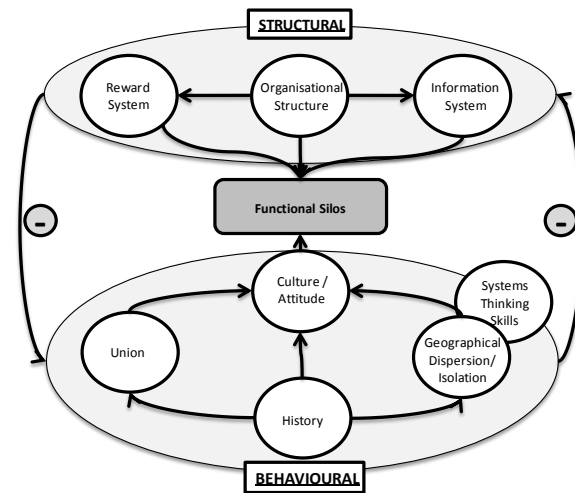 STRUCTURAL
Reward
System
Organisational
Structure
Information
System
Functional Silos
-
-
Culture /
Attitude
Systems
Thinking
Skills
Union
Geographical
Dispersion/
Isolation
History
BEHAVIOURAL